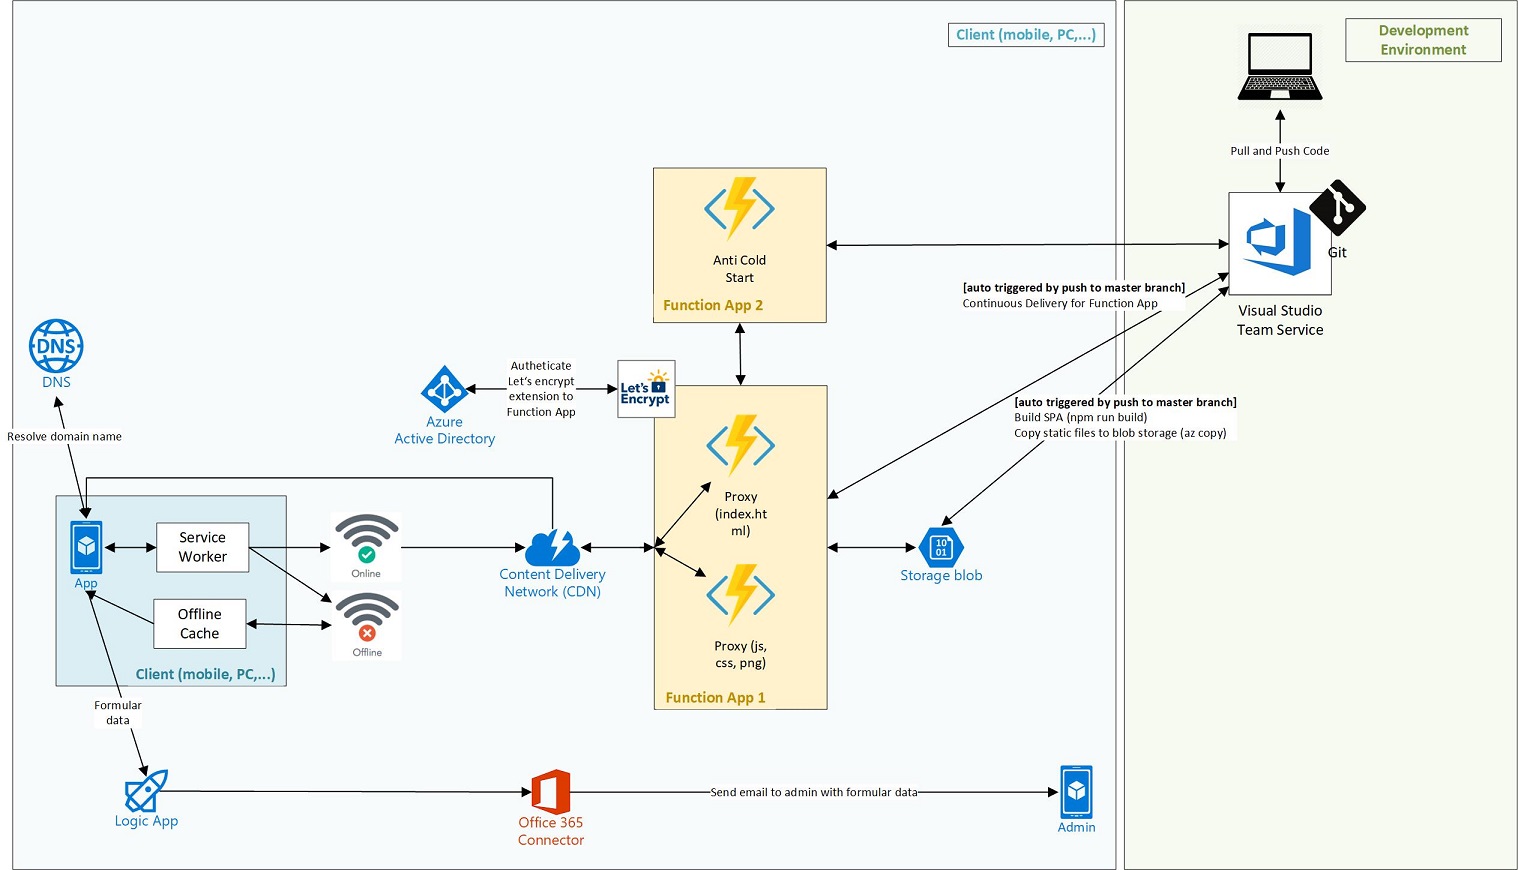 Client (mobile, PC,...)
Development
Environment
Pull and Push Code
Git
Visual Studio
Team Service
Anti Cold
Start
Function App 2
[auto triggered by push to master branch]
Continuous Delivery for Function App
DNS
DNS
Resolve domain name
Autheticate
Let's encrypt
extension to
Function App
Let's
Encrypt
Azure
Active Directory
[auto triggered by push to master branch]
Build SPA (npm run build)
Copy static files to blob storage (az copy)
Proxy
(index.ht
ml)
App
Service
Worker
Online
Content Delivery
Network (CDN)
10
01
Storage blob
Offline
Cache
Offline
Client (mobile, PC,...)
Proxy (js,
css, png)
Function App 1
Formular
data
Logic App
Office 365
Connector
Send email to admin with formular data
Admin